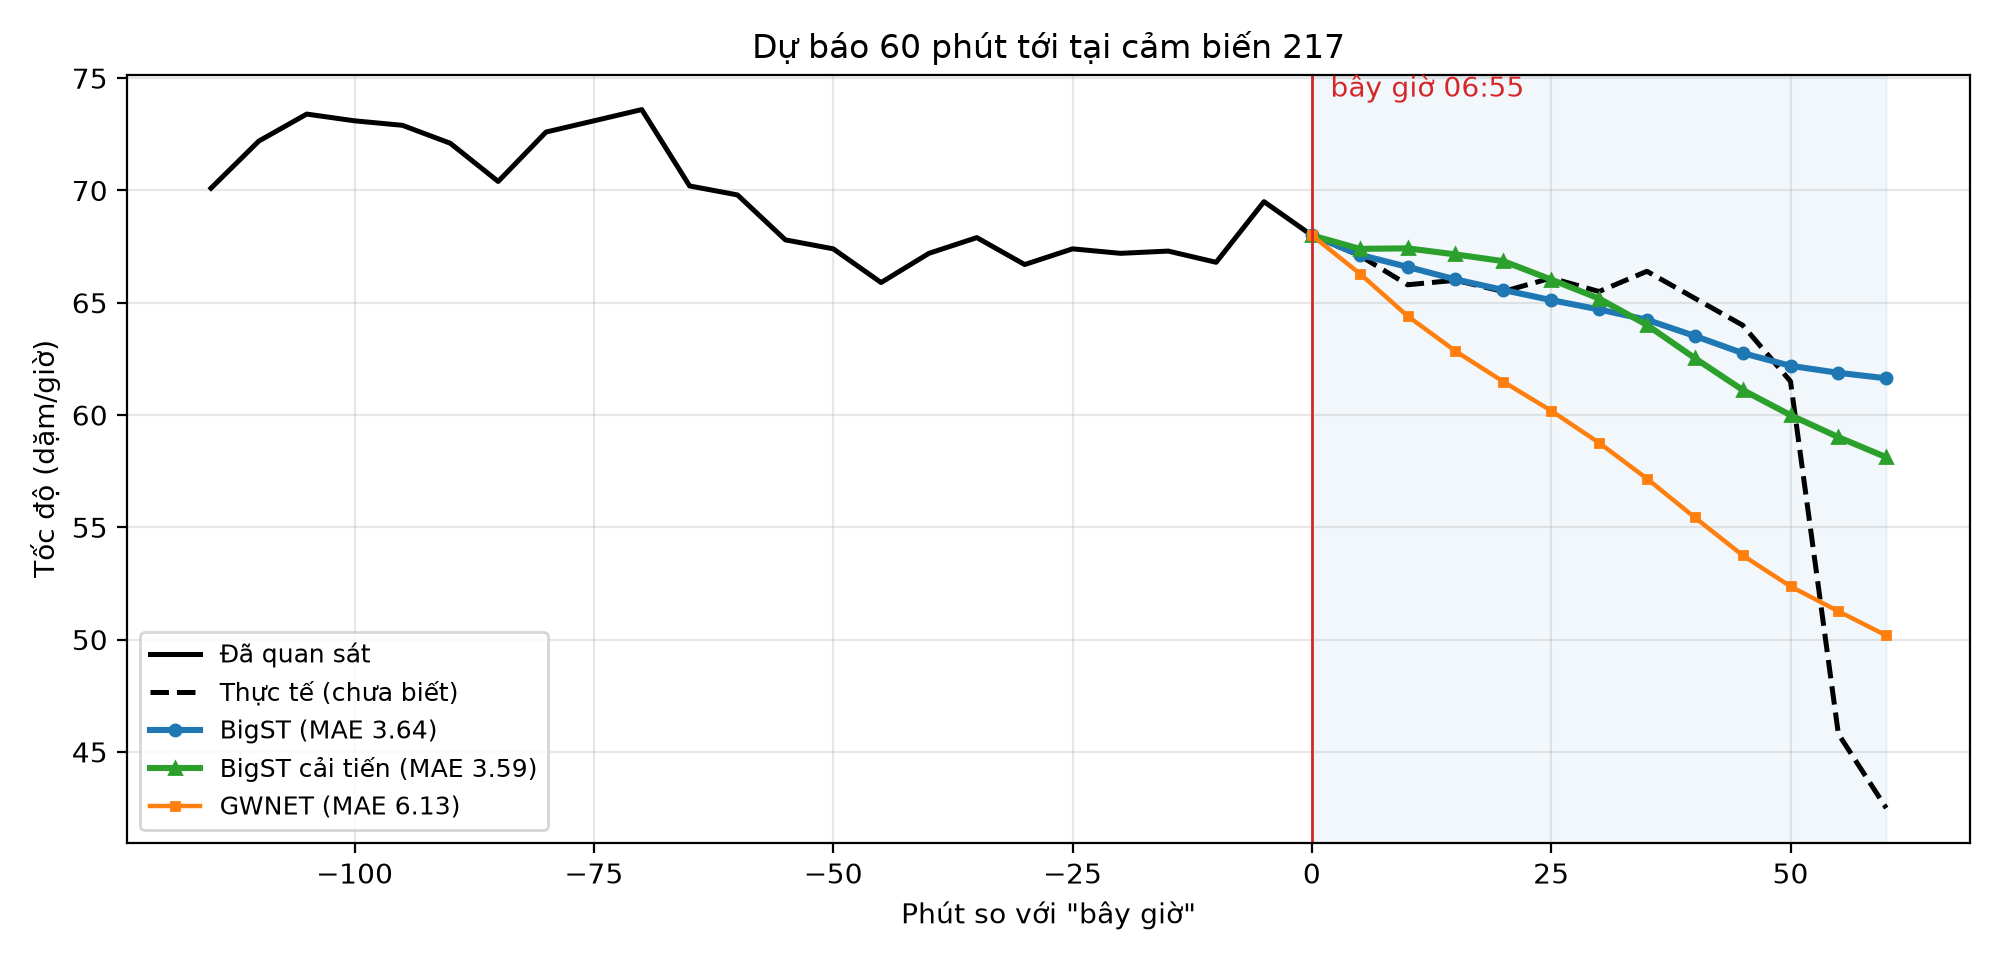 Dự báo 60 phút tới tại cảm biến 217
bây giờ 06:55
Tốc độ (dặm/giờ)
75
70
65
60
55
50
45
Đã quan sát
Thực tế (chưa biết)
BigST (MAE 3.64)
BigST cải tiến (MAE 3.59)
GWNET (MAE 6.13)
−100 −75 −50 −25 0 25 50
Phút so với "bây giờ"